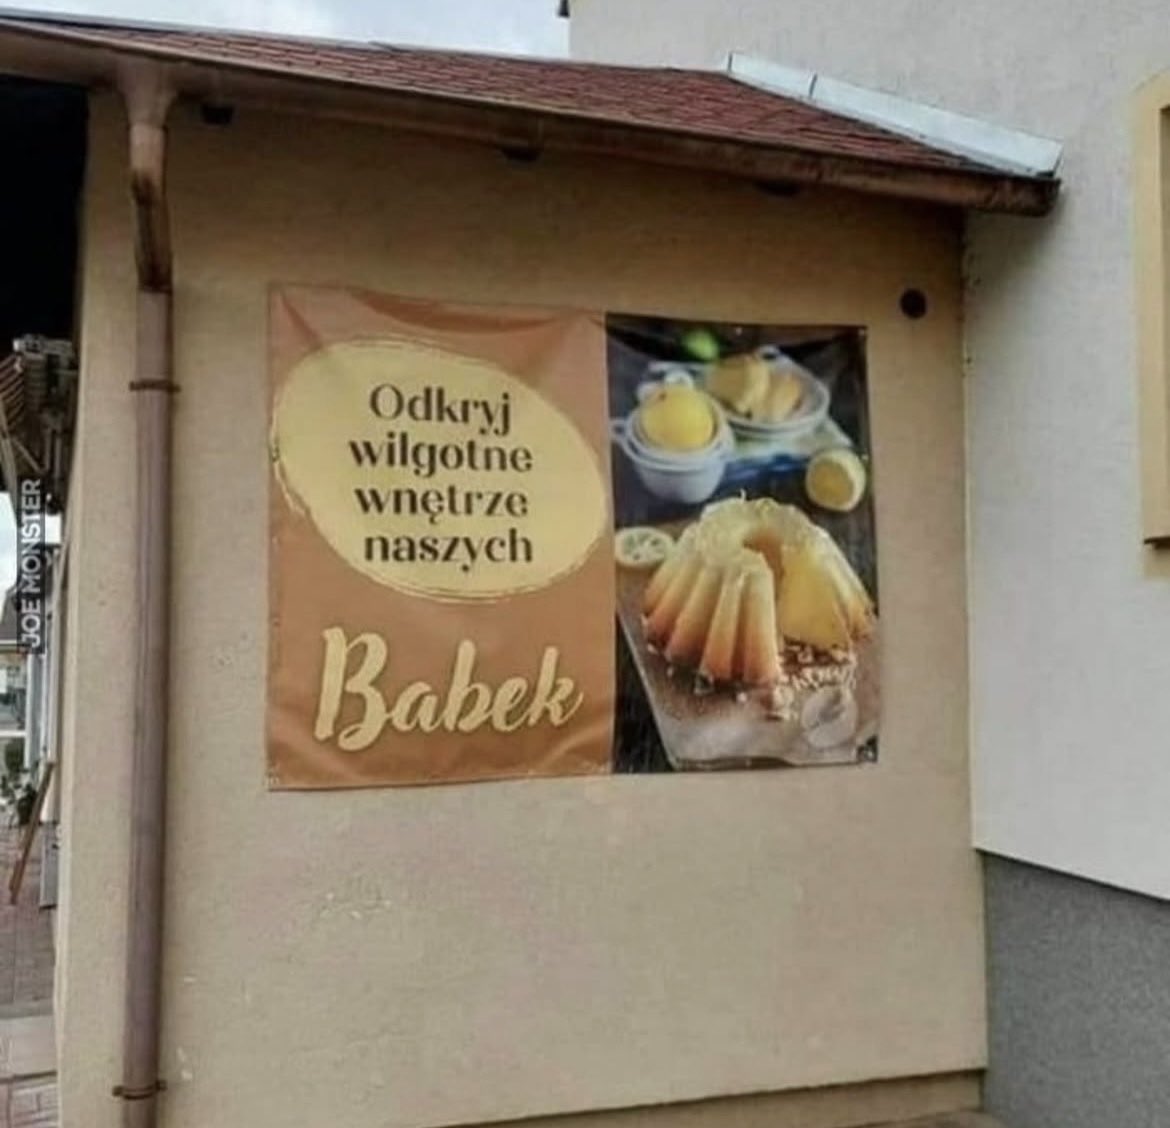 Odkryj
wilgotne
wnętrze
naszych
Babek
JOE MONSTER